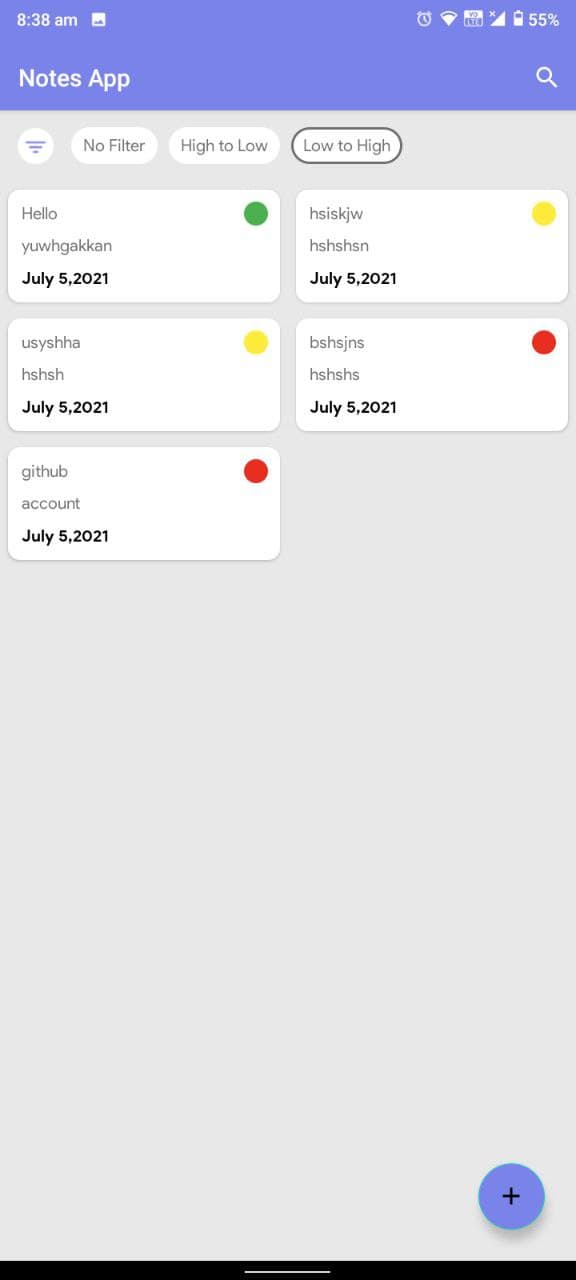 8:38 am 55%
Notes App
No Filter High to Low Low to High
Hello
yuwhgakkan
July 5,2021
hsiskjw
hshshsn
July 5,2021
usyshha
hshsh
July 5,2021
bshsjns
hshshs
July 5,2021
github
account
July 5,2021